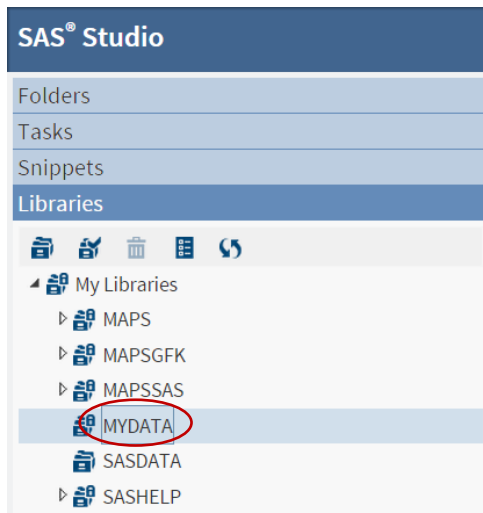 SAS® Studio
Folders
Tasks
Snippets
Libraries
My Libraries
MAPS
MAPSGFK
MAPSSAS
MYDATA
SASDATA
SASHELP